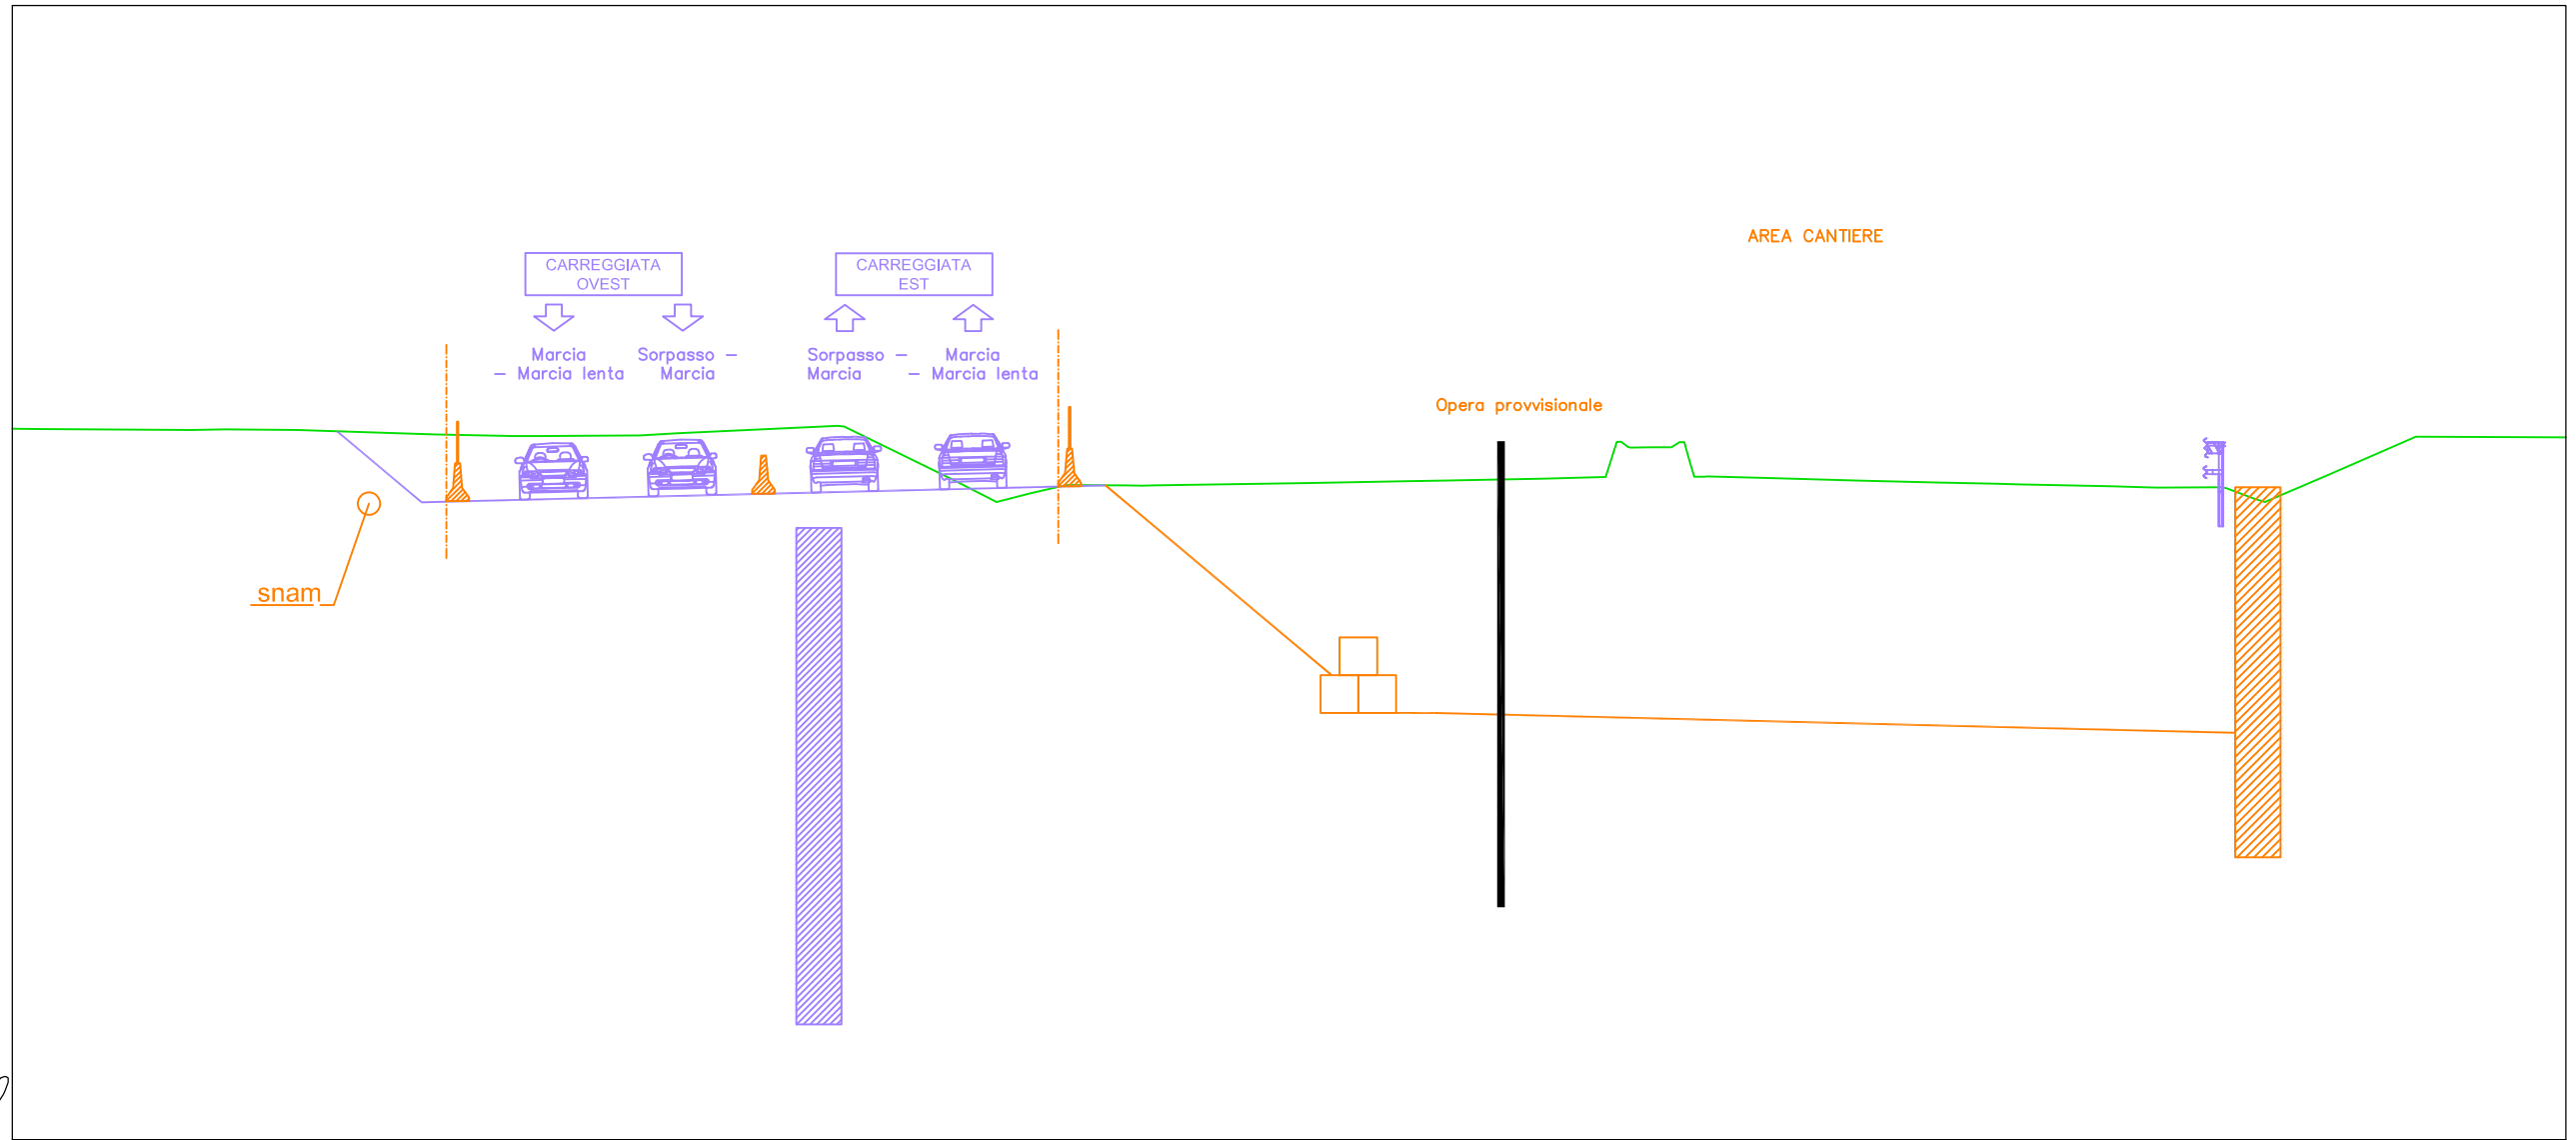 AREA CANTIERE
CARREGGIATA
OVEST
CARREGGIATA
EST
Marcia
- Marcia lenta
Sorpasso -
Marcia
Sorpasso -
Marcia
Marcia
- Marcia lenta
Opera provvisionale
snam